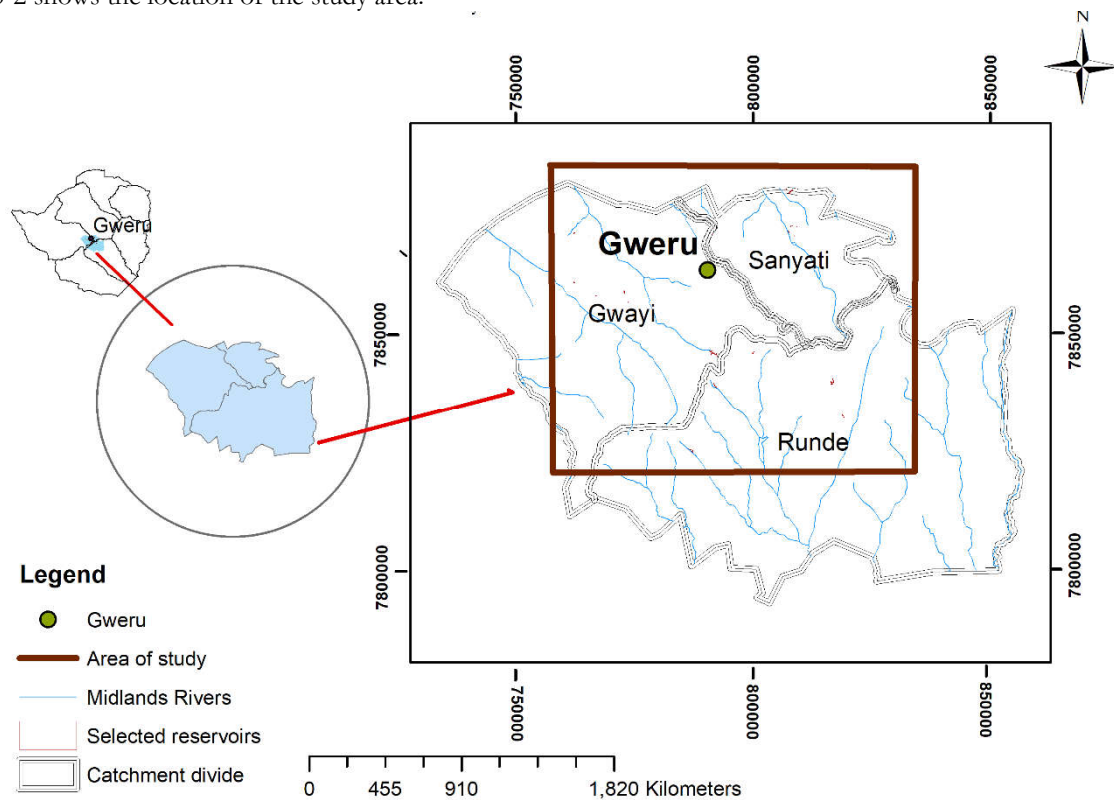 2 shows the location of the study area.
N
750000
800000
850000
Gweru
Gweru
Sanyati
Gwayi
Runde
7850000
7850000
7800000
7800000
750000
800000
850000
Legend
Gweru
Area of study
Midlands Rivers
Selected reservoirs
Catchment divide
0 455 910 1,820 Kilometers